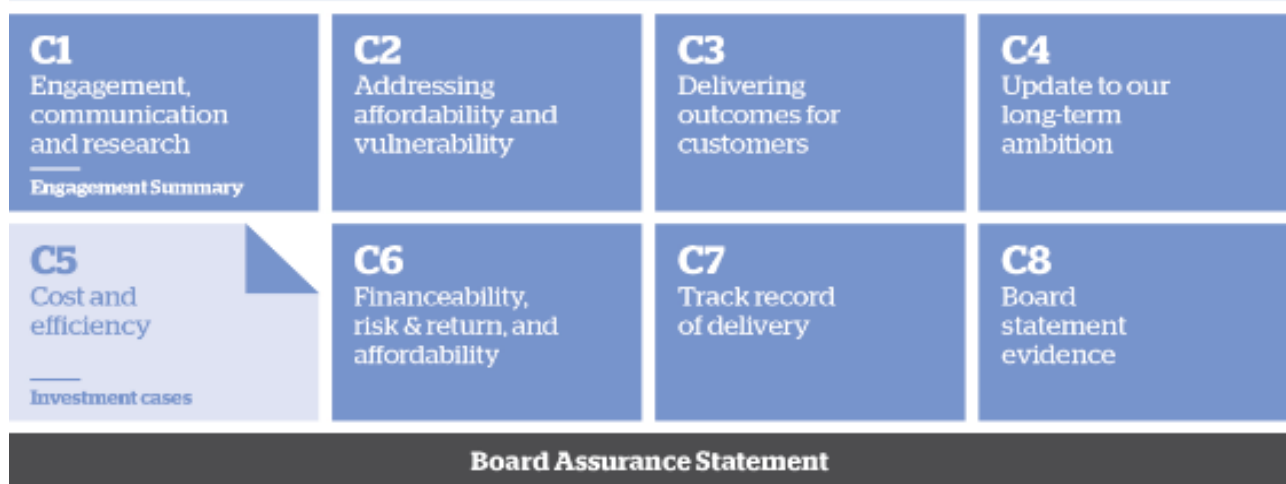 C1
Engagement,
communication
and research
Engagement Summary
C2
Addressing
affordability and
vulnerability
C3
Delivering
outcomes for
customers
C4
Update to our
long-term
ambition
C5
Cost and
efficiency
Investment cases
C6
Financeability,
risk & return, and
affordability
C7
Track record
of delivery
C8
Board
statement
evidence
Board Assurance Statement